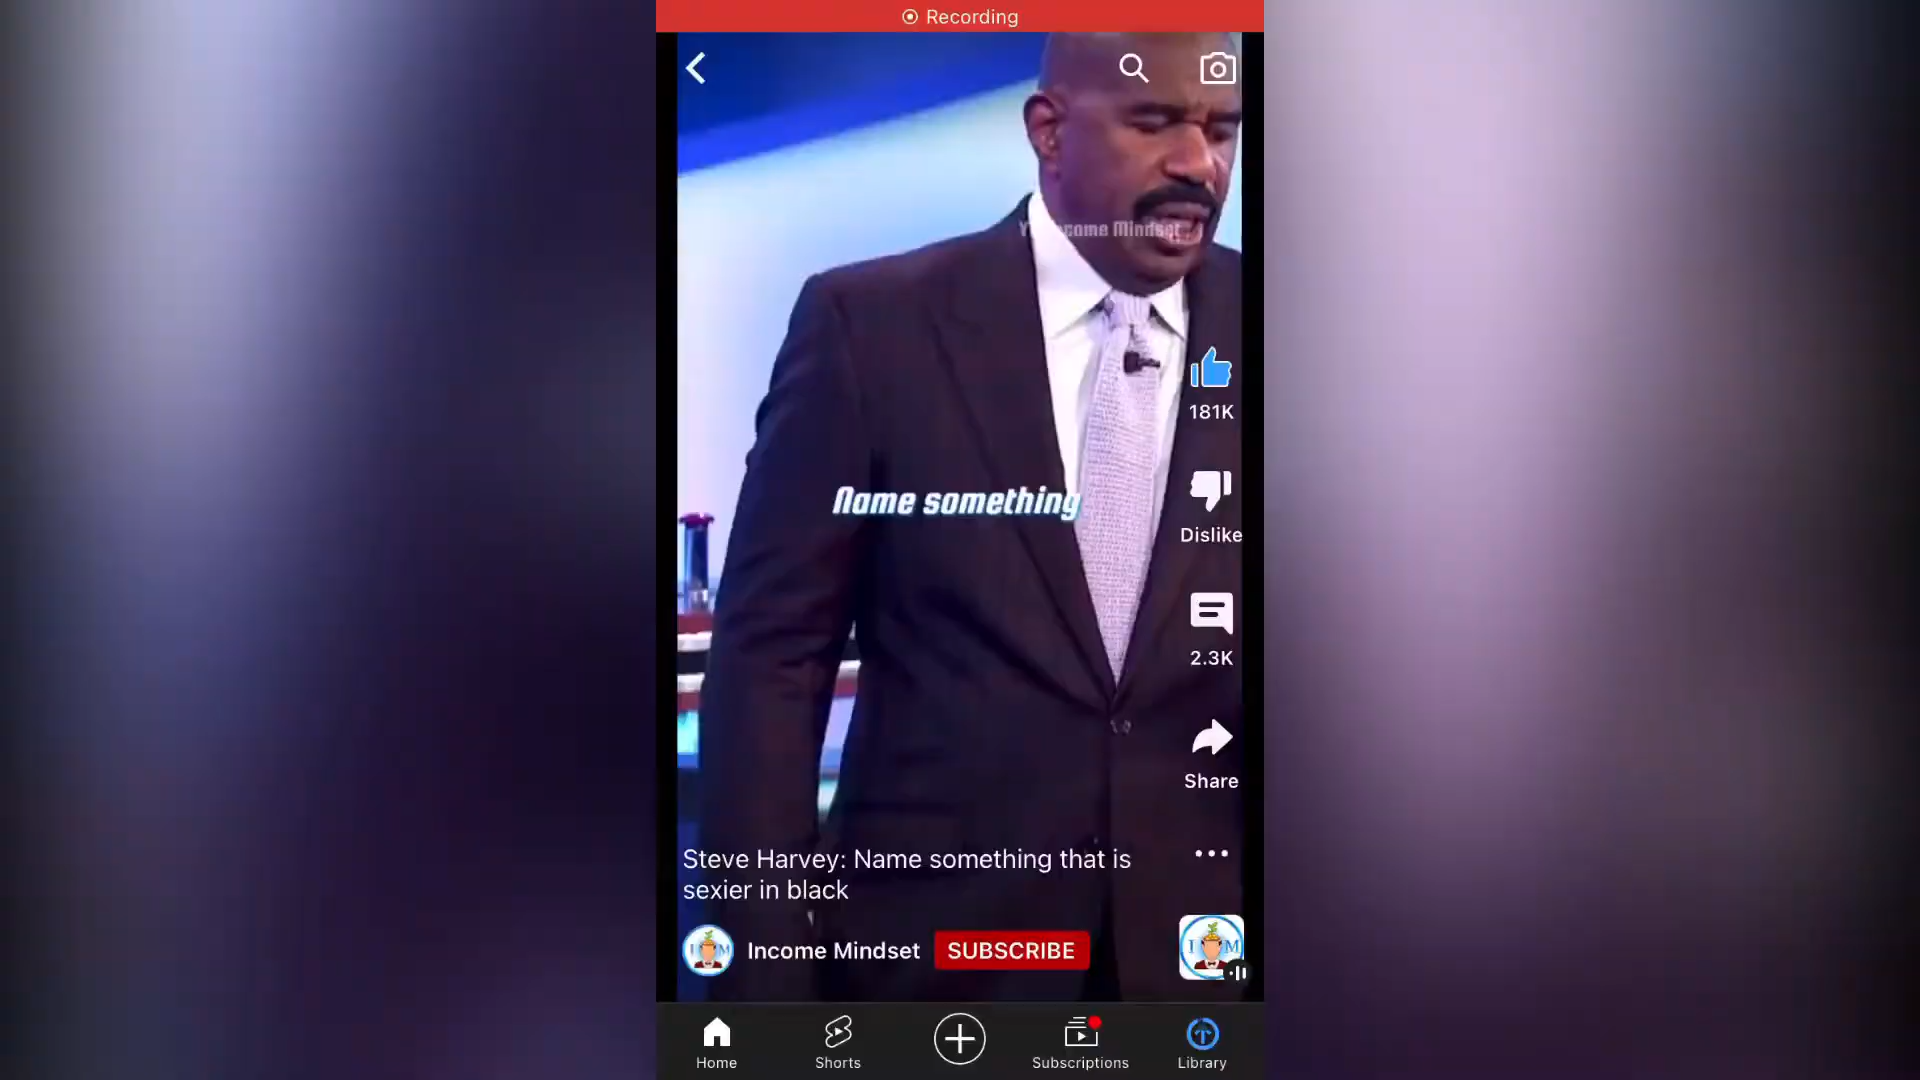 Recording
Name something
181K
Dislike
2.3K
Share
Steve Harvey: Name something that is
sexier in black
Income Mindset
SUBSCRIBE
Home
Shorts
Subscriptions
Library